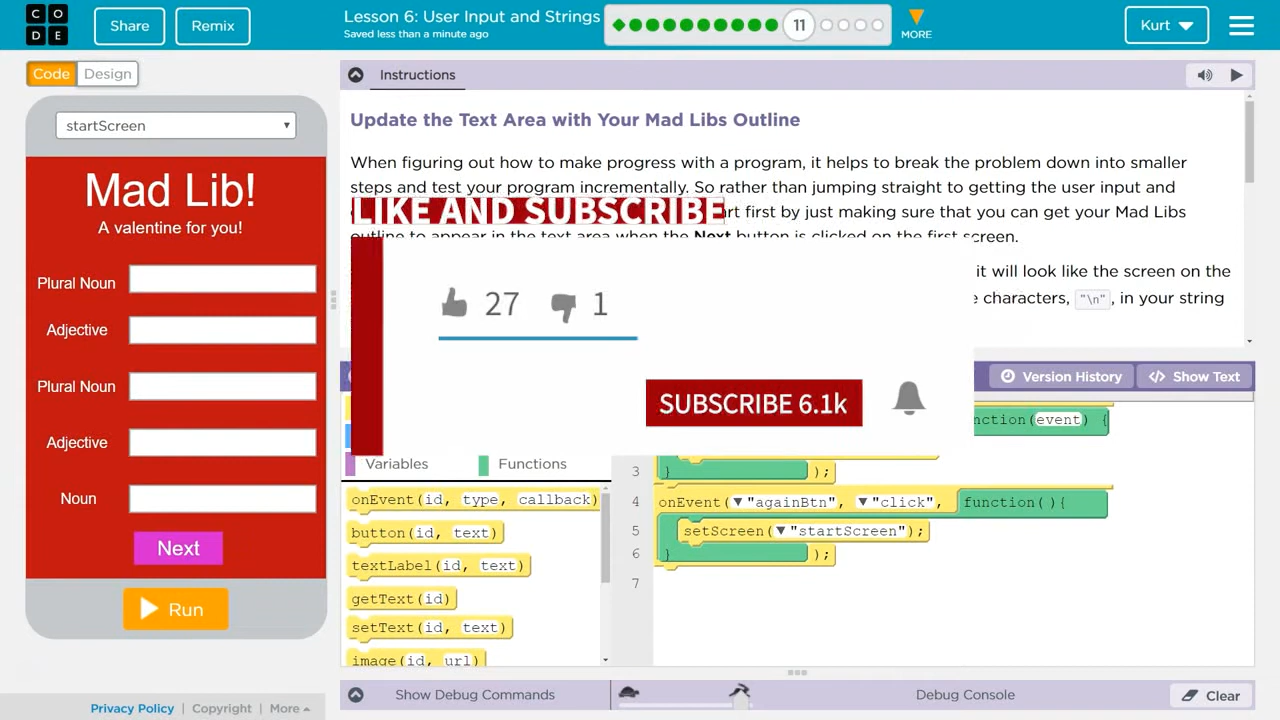 CODE
Share
Remix
Lesson 6: User Input and Strings
Saved less than a minute ago
11
MORE
Kurt
Code
Design
startScreen
Mad Lib!
A valentine for you!
Plural Noun
Adjective
Plural Noun
Adjective
Noun
Next
Run
Instructions
Update the Text Area with Your Mad Libs Outline
When figuring out how to make progress with a program, it helps to break the problem down into smaller
steps and test your program incrementally. So rather than jumping straight to getting the user input and
LIKE AND SUBSCRIBE
first by just making sure that you can get your Mad Libs
outline to appear in the text area when the Next button is clicked on the first screen.
it will look like the screen on the
characters, "\n", in your string
27
1
SUBSCRIBE 6.1k
Version History
</> Show Text
Variables
Functions
onEvent(id, type, callback)
button(id, text)
textLabel(id, text)
getText(id)
setText(id, text)
image(id, url)
(event) {
3 } );
4 onEvent(▼"againBtn", ▼"click", function(){
5 setScreen(▼"startScreen");
6 } );
7
Show Debug Commands
Debug Console
Clear
Privacy Policy | Copyright | More